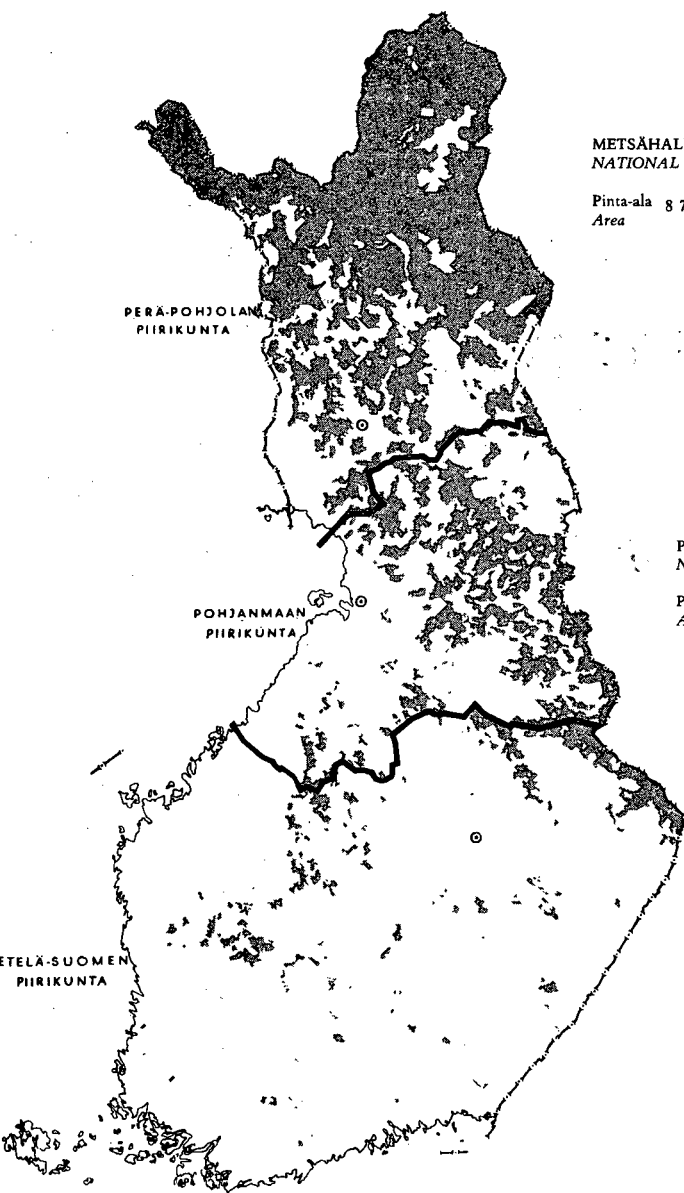 METSÄHAL
NATIONAL
Pinta-ala 8 7
Area
PERÄ-POHJOLAN
PIIRIKUNTA
P
N
P
A
POHJANMAAN
PIIRIKUNTA
ETELÄ-SUOMEN
PIIRIKUNTA